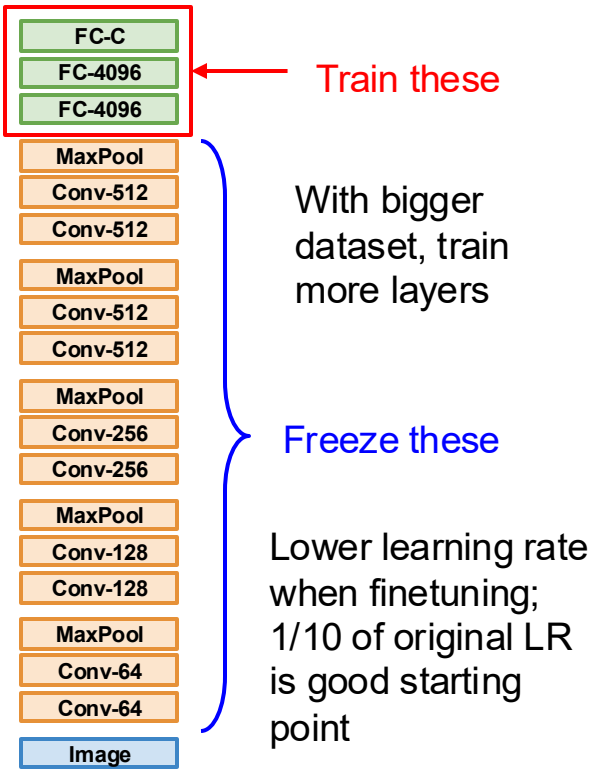 FC-C
FC-4096
FC-4096
Train these
MaxPool
Conv-512
Conv-512
With bigger
dataset, train
more layers
MaxPool
Conv-512
Conv-512
MaxPool
Conv-256
Conv-256
Freeze these
MaxPool
Conv-128
Conv-128
Lower learning rate
when finetuning;
1/10 of original LR
is good starting
point
MaxPool
Conv-64
Conv-64
Image